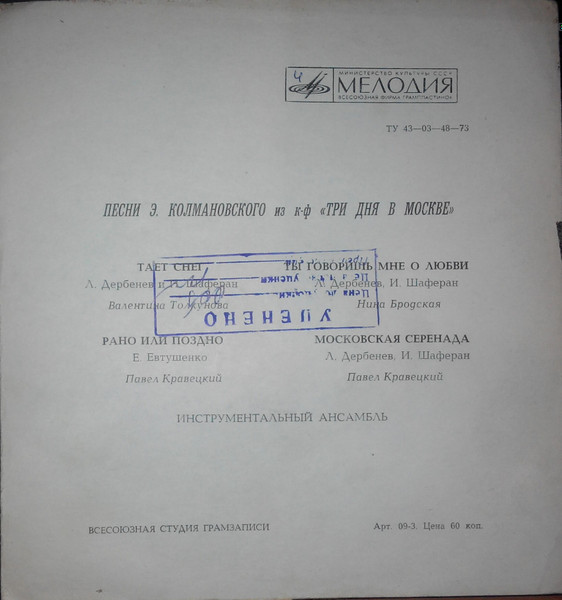 МИНИСТЕРСТВО КУЛЬТУРЫ СССР
МЕЛОДИЯ
ВСЕСОЮЗНАЯ ФИРМА ГРАМПЛАСТИНОК
ТУ 43—03—48—73
ПЕСНИ Э. КОЛМАНОВСКОГО из к-ф «ТРИ ДНЯ В МОСКВЕ»
ТАЕТ СНЕГ
Л. Дербенев и И. Шаферан
Валентина Толкунова
ТЫ ГОВОРИШЬ МНЕ О ЛЮБВИ
Л. Дербенев, И. Шаферан
Нина Бродская
УЦЕНЕНО
РАНО ИЛИ ПОЗДНО
Е. Евтушенко
Павел Кравецкий
МОСКОВСКАЯ СЕРЕНАДА
Л. Дербенев, И. Шаферан
Павел Кравецкий
ИНСТРУМЕНТАЛЬНЫЙ АНСАМБЛЬ
ВСЕСОЮЗНАЯ СТУДИЯ ГРАМЗАПИСИ
Арт. 09-3. Цена 60 коп.